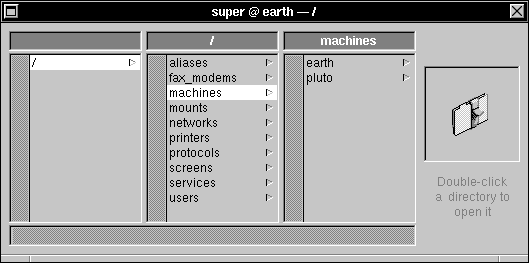 super @ earth — /
/ machines
/
aliases
fax_modems
machines
mounts
networks
printers
protocols
screens
services
users
earth
pluto
Double-click
a directory to
open it